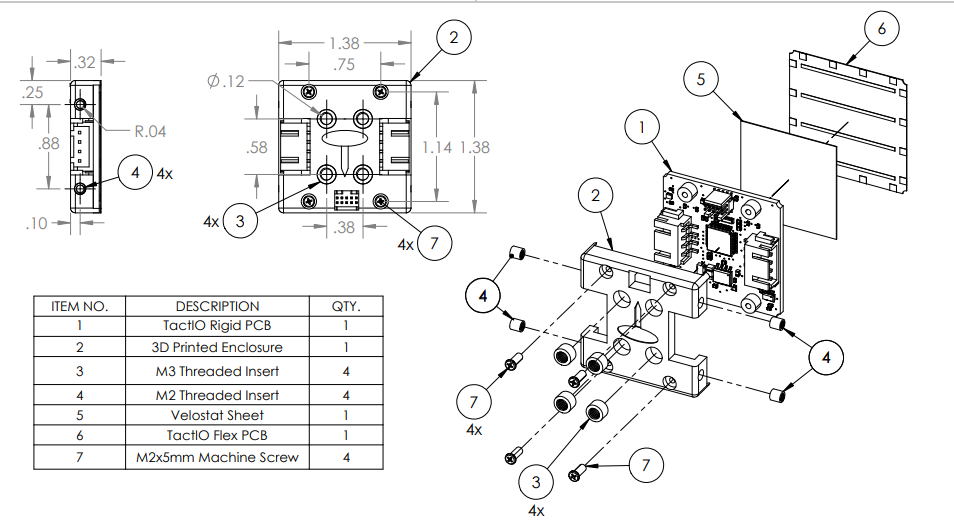 .32
.25
.88
R.04
4 4x
.10
1.38
.75
2
Ø.12
.58
1.14 1.38
4x 3
.38
4x 7
6
5
1
2
4
4
7
4x
3
4x
7
ITEM NO. DESCRIPTION QTY.
1 TactIO Rigid PCB 1
2 3D Printed Enclosure 1
3 M3 Threaded Insert 4
4 M2 Threaded Insert 4
5 Velostat Sheet 1
6 TactIO Flex PCB 1
7 M2x5mm Machine Screw 4